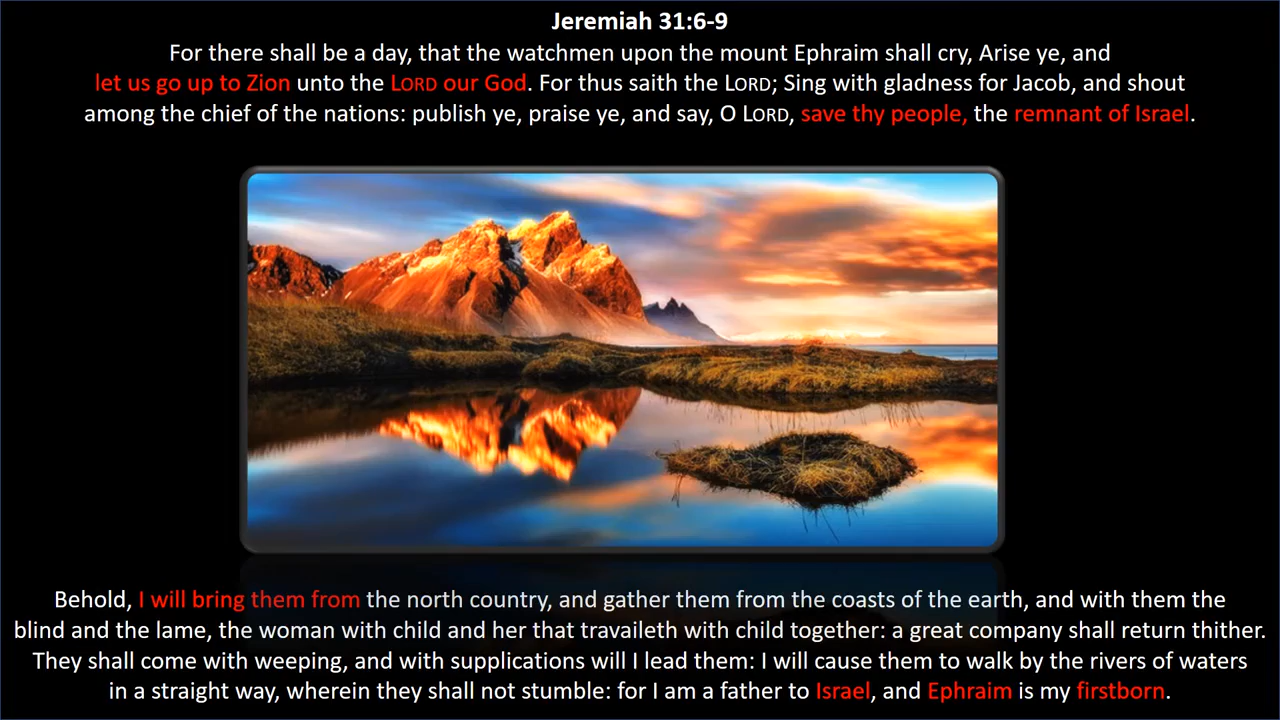 Jeremiah 31:6-9
For there shall be a day, that the watchmen upon the mount Ephraim shall cry, Arise ye, and
let us go up to Zion unto the LORD our God. For thus saith the LORD; Sing with gladness for Jacob, and shout
among the chief of the nations: publish ye, praise ye, and say, O LORD, save thy people, the remnant of Israel.
Behold, I will bring them from the north country, and gather them from the coasts of the earth, and with them the
blind and the lame, the woman with child and her that travaileth with child together: a great company shall return thither.
They shall come with weeping, and with supplications will I lead them: I will cause them to walk by the rivers of waters
in a straight way, wherein they shall not stumble: for I am a father to Israel, and Ephraim is my firstborn.